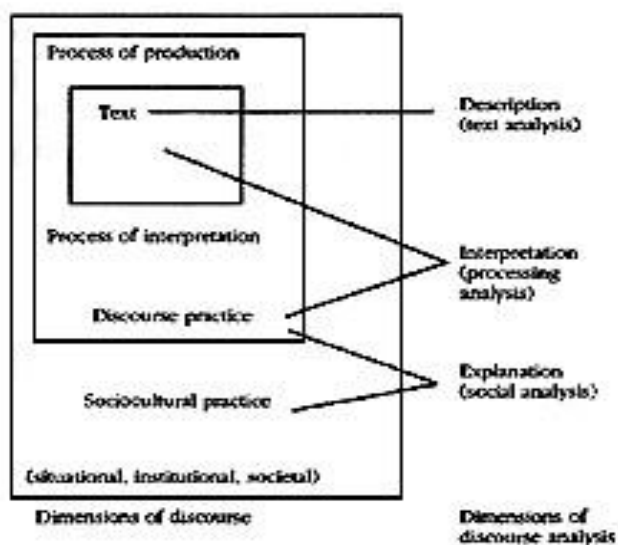 Process of production
Text
Description
(text analysis)
Process of interpretation
Interpretation
(processing
analysis)
Discourse practice
Explanation
(social analysis)
Sociocultural practice
(situational, institutional, societal)
Dimensions of discourse
Dimensions of
discourse analysis